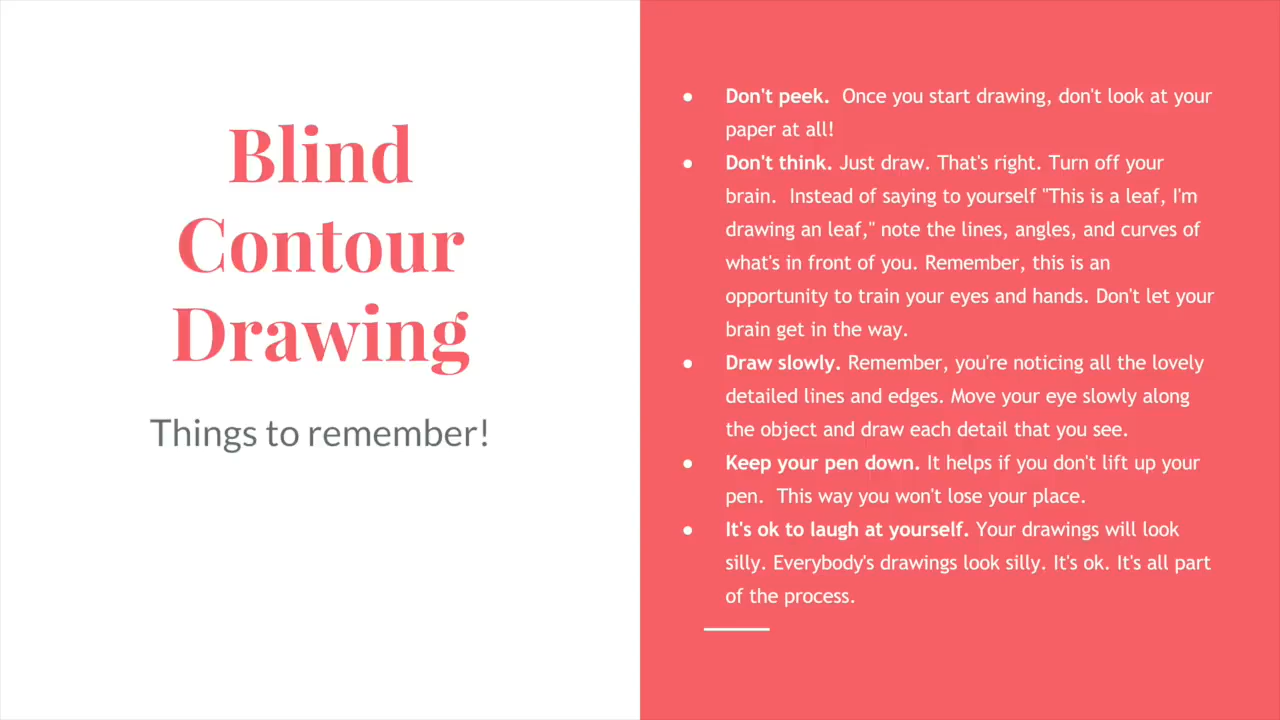 Blind
Contour
Drawing
Things to remember!
● Don't peek.  Once you start drawing, don't look at your
paper at all!
● Don't think. Just draw. That's right. Turn off your
brain.  Instead of saying to yourself "This is a leaf, I'm
drawing an leaf," note the lines, angles, and curves of
what's in front of you. Remember, this is an
opportunity to train your eyes and hands. Don't let your
brain get in the way.
● Draw slowly. Remember, you're noticing all the lovely
detailed lines and edges. Move your eye slowly along
the object and draw each detail that you see.
● Keep your pen down. It helps if you don't lift up your
pen.  This way you won't lose your place.
● It's ok to laugh at yourself. Your drawings will look
silly. Everybody's drawings look silly. It's ok. It's all part
of the process.